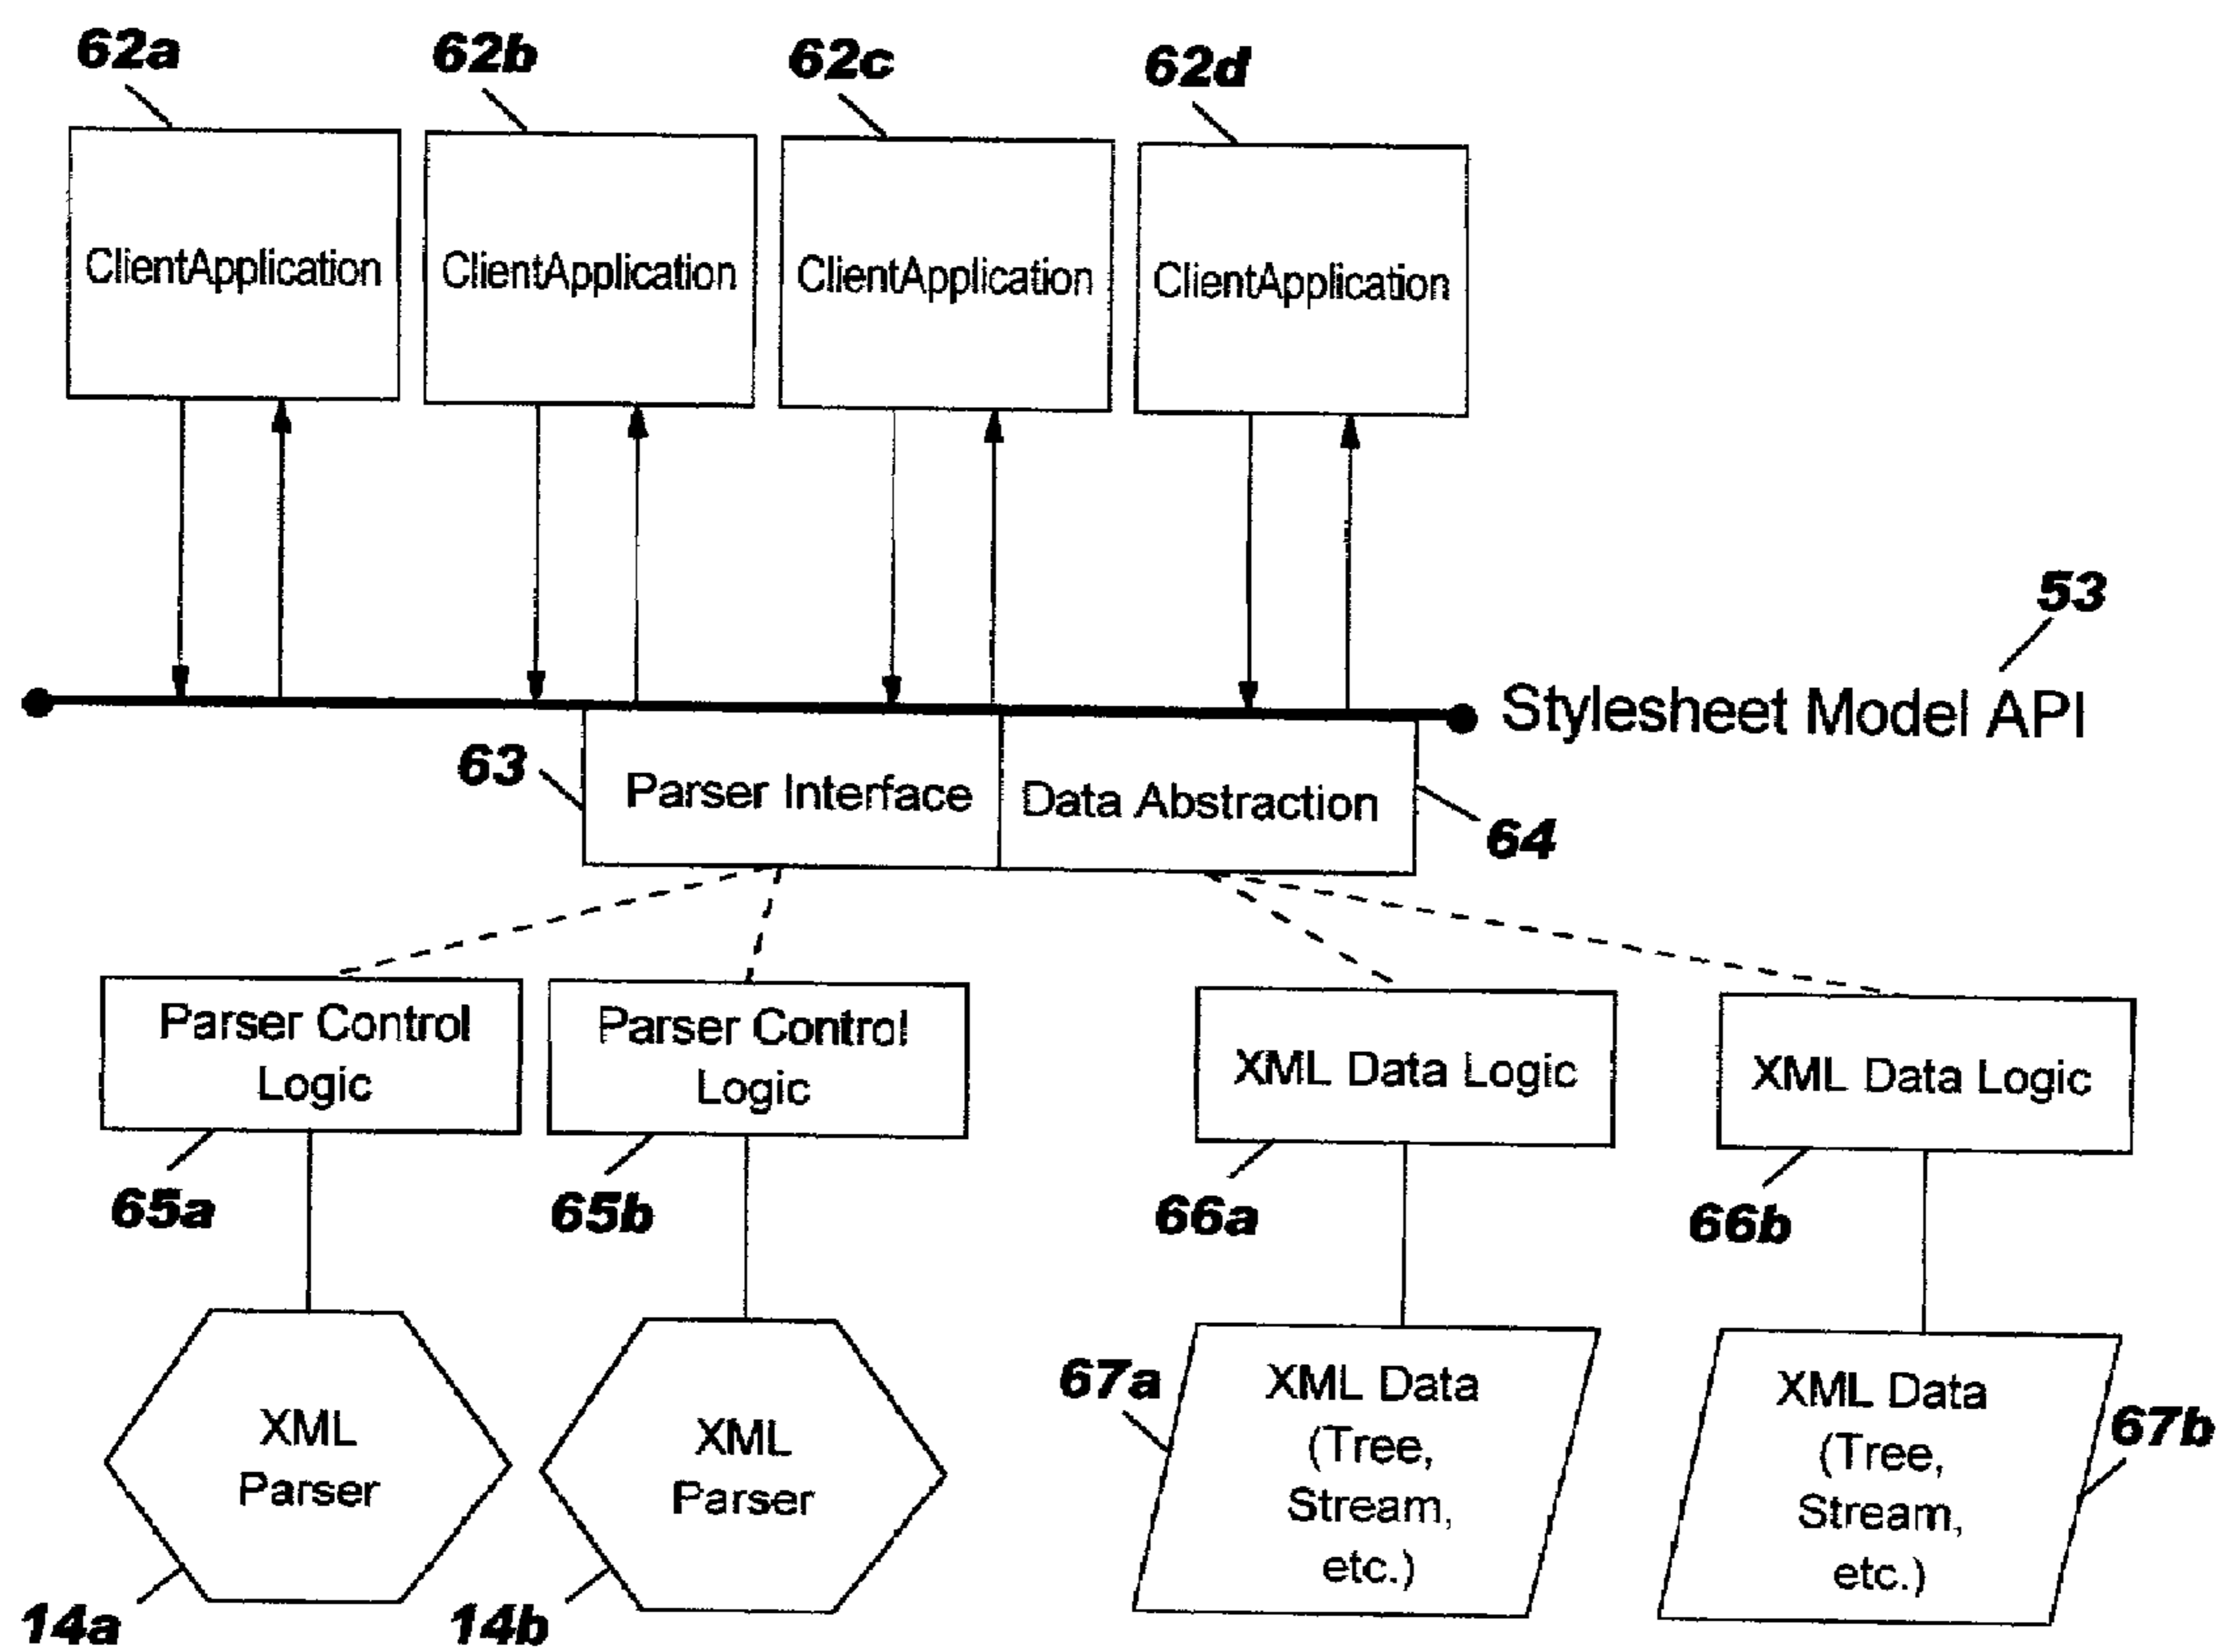 62a
62b
62c
62d
ClientApplication
ClientApplication
ClientApplication
ClientApplication
53
Stylesheet Model API
63
Parser Interface
Data Abstraction
64
Parser Control
Logic
Parser Control
Logic
XML Data Logic
XML Data Logic
65a
65b
66a
66b
XML
Parser
XML
Parser
67a
XML Data
(Tree,
Stream,
etc.)
XML Data
(Tree,
Stream,
etc.)
67b
14a
14b